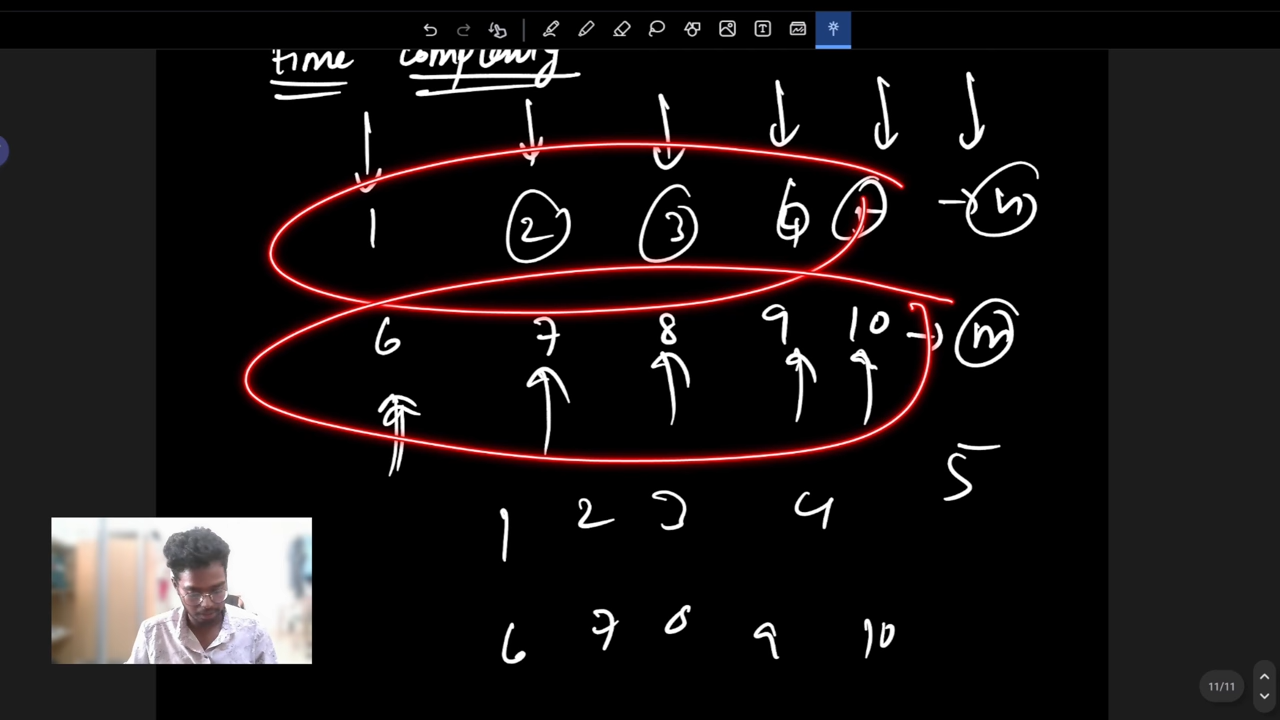 time complexity
1 2 3 4 5 → n
6 7 8 9 10 → m
1 2 3 4 5
6 7 8 9 10
11/11